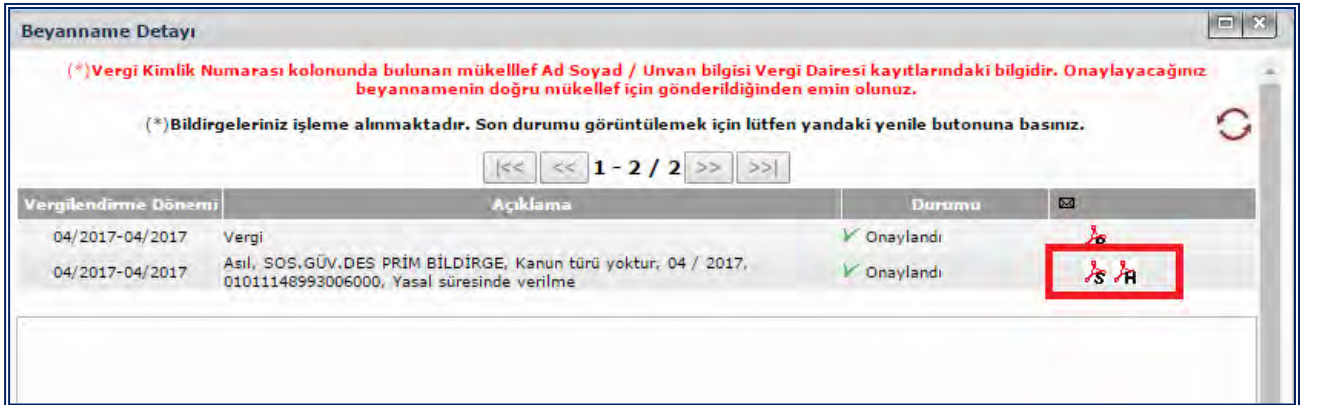 Beyanname Detayı
(*)Vergi Kimlik Numarası kolonunda bulunan mükelllef Ad Soyad / Unvan bilgisi Vergi Dairesi kayıtlarındaki bilgidir. Onaylayacağınız
beyannamenin doğru mükellef için gönderildiğinden emin olunuz.
(*)Bildirgeleriniz işleme alınmaktadır. Son durumu görüntülemek için lütfen yandaki yenile butonuna basınız.
|<< << 1 - 2 / 2 >> >>|
Vergilendirme Dönemi Açıklama Durumu
04/2017-04/2017 Vergi Onaylandı
04/2017-04/2017 Asıl, SOS.GÜV.DES PRİM BİLDİRGE, Kanun türü yoktur, 04 / 2017, Onaylandı S H
01011148993006000, Yasal süresinde verilme